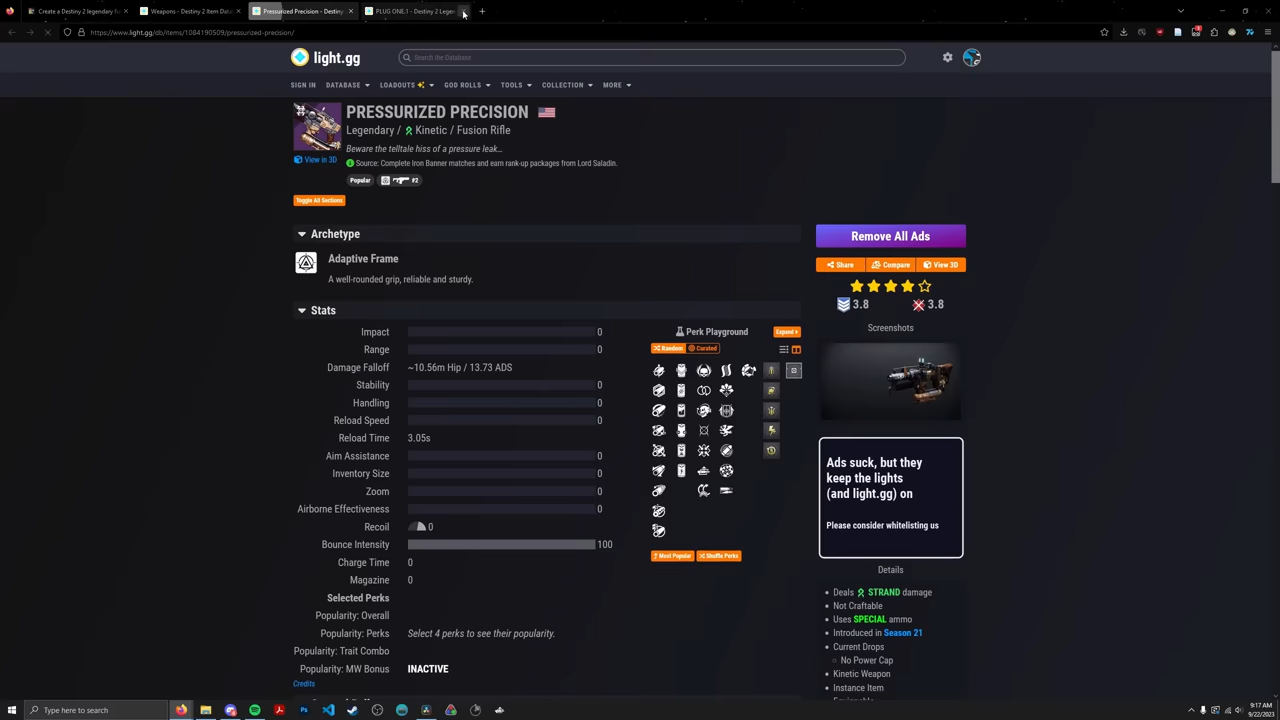 Create a Destiny 2 legendary fu
Weapons - Destiny 2 Item Data
Pressurized Precision - Destiny
PLUG ONE.1 - Destiny 2 Legen
https://www.light.gg/db/items/1084190509/pressurized-precision/
light.gg
Search the Database
SIGN IN DATABASE LOADOUTS GOD ROLLS TOOLS COLLECTION MORE
PRESSURIZED PRECISION
Legendary / Kinetic / Fusion Rifle
Beware the telltale hiss of a pressure leak…
View in 3D
Source: Complete Iron Banner matches and earn rank-up packages from Lord Saladin.
Popular #2
Toggle All Sections
Archetype
Adaptive Frame
A well-rounded grip, reliable and sturdy.
Stats
Impact 0
Range 0
Damage Falloff ~10.56m Hip / 13.73 ADS
Stability 0
Handling 0
Reload Speed 0
Reload Time 3.05s
Aim Assistance 0
Inventory Size 0
Zoom 0
Airborne Effectiveness 0
Recoil 0
Bounce Intensity 100
Charge Time 0
Magazine 0
Selected Perks
Popularity: Overall
Popularity: Perks Select 4 perks to see their popularity.
Popularity: Trait Combo
Popularity: MW Bonus INACTIVE
Credits
Perk Playground Expand
Random Curated
Most Popular Shuffle Perks
Remove All Ads
Share Compare View 3D
3.8 3.8
Screenshots
Ads suck, but they
keep the lights
(and light.gg) on
Please consider whitelisting us
Details
Deals STRAND damage
Not Craftable
Uses SPECIAL ammo
Introduced in Season 21
Current Drops
No Power Cap
Kinetic Weapon
Instance Item
Type here to search
9:17 AM
9/22/2023